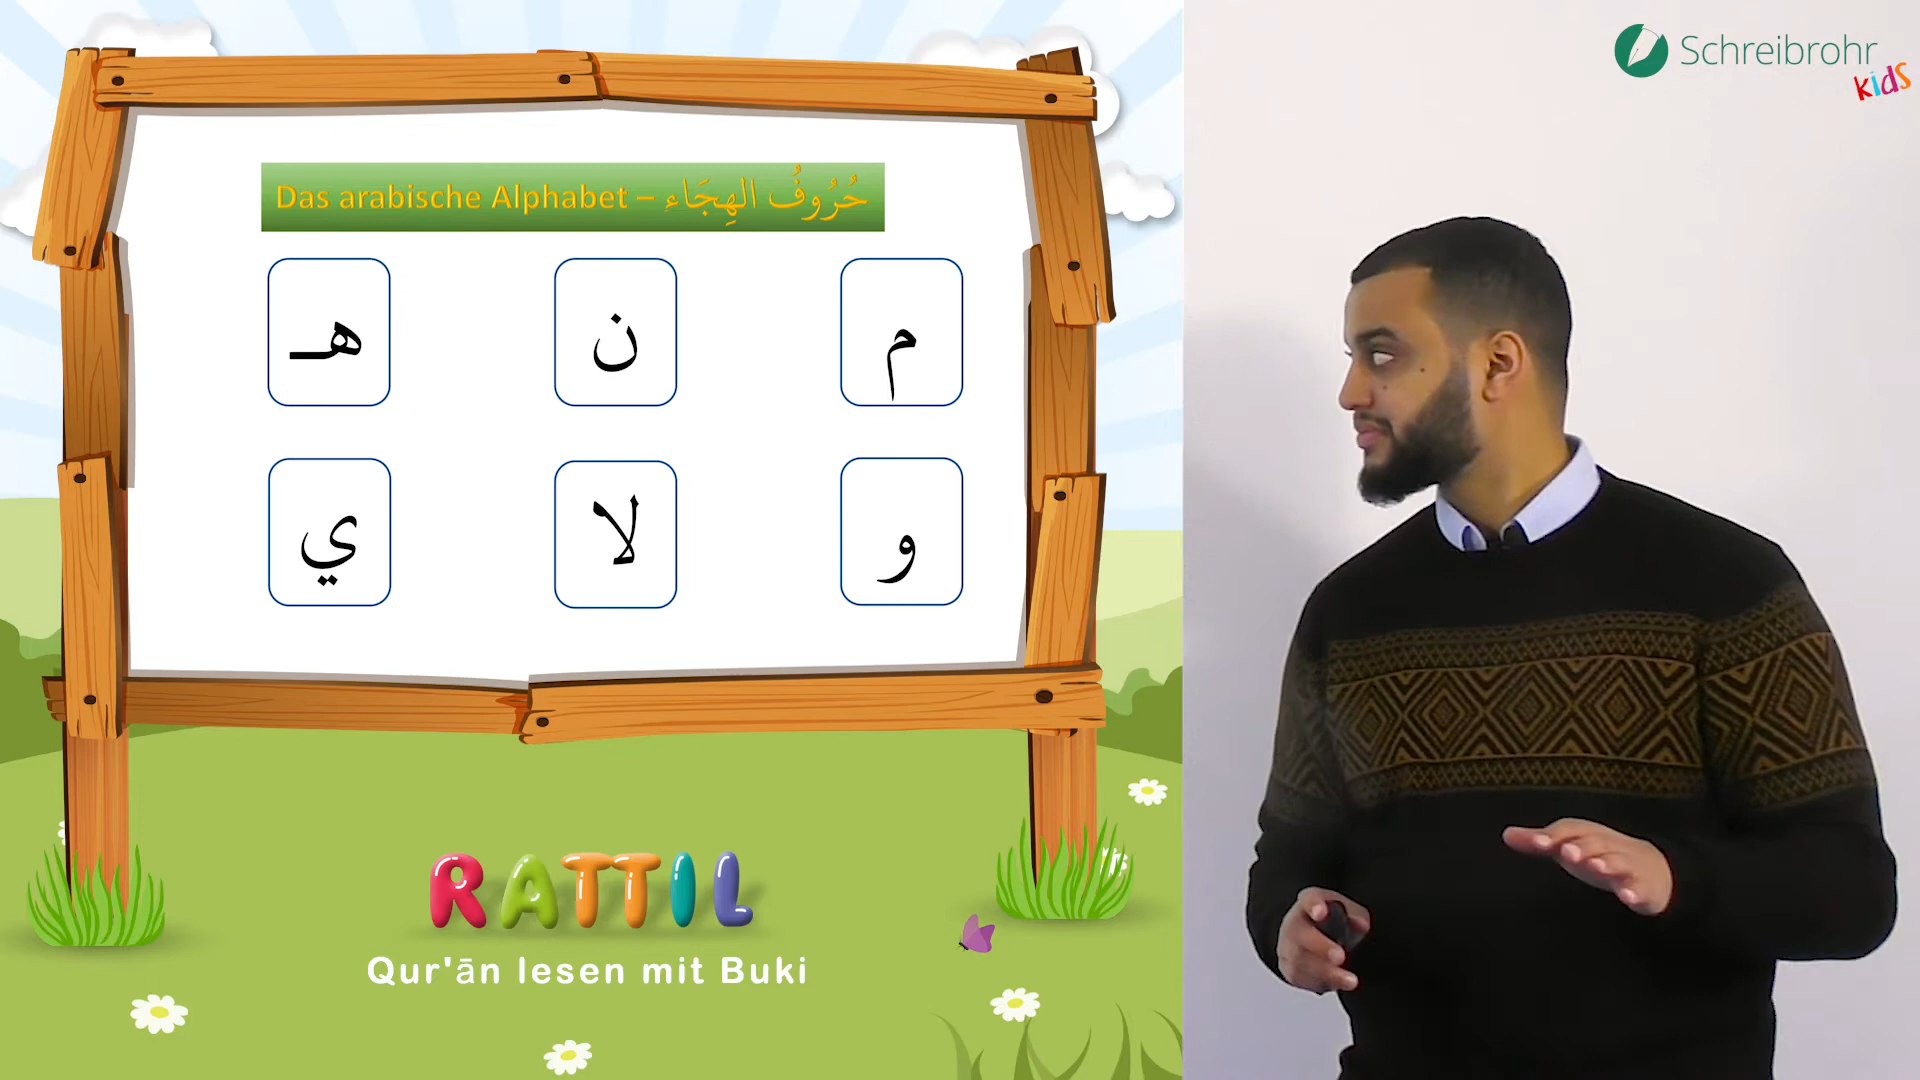 Schreibrohr
kids
Das arabische Alphabet – حُرُوفُ الهِجَاءِ
م ن هـ
و لا ي
RATTIL
Qur'ān lesen mit Buki